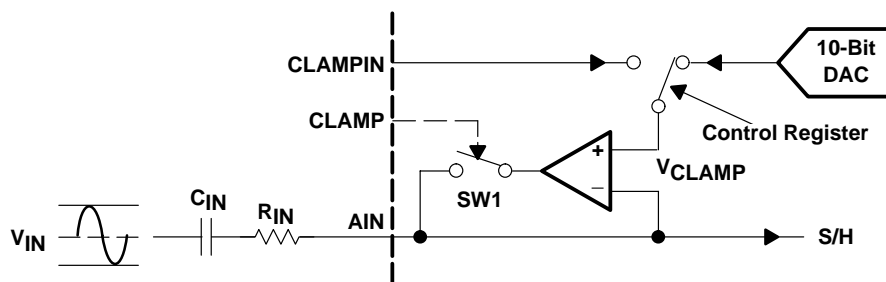 10-Bit
DAC
CLAMPIN
CLAMP
Control Register
+
VCLAMP
–
SW1
CIN
RIN
AIN
VIN
S/H